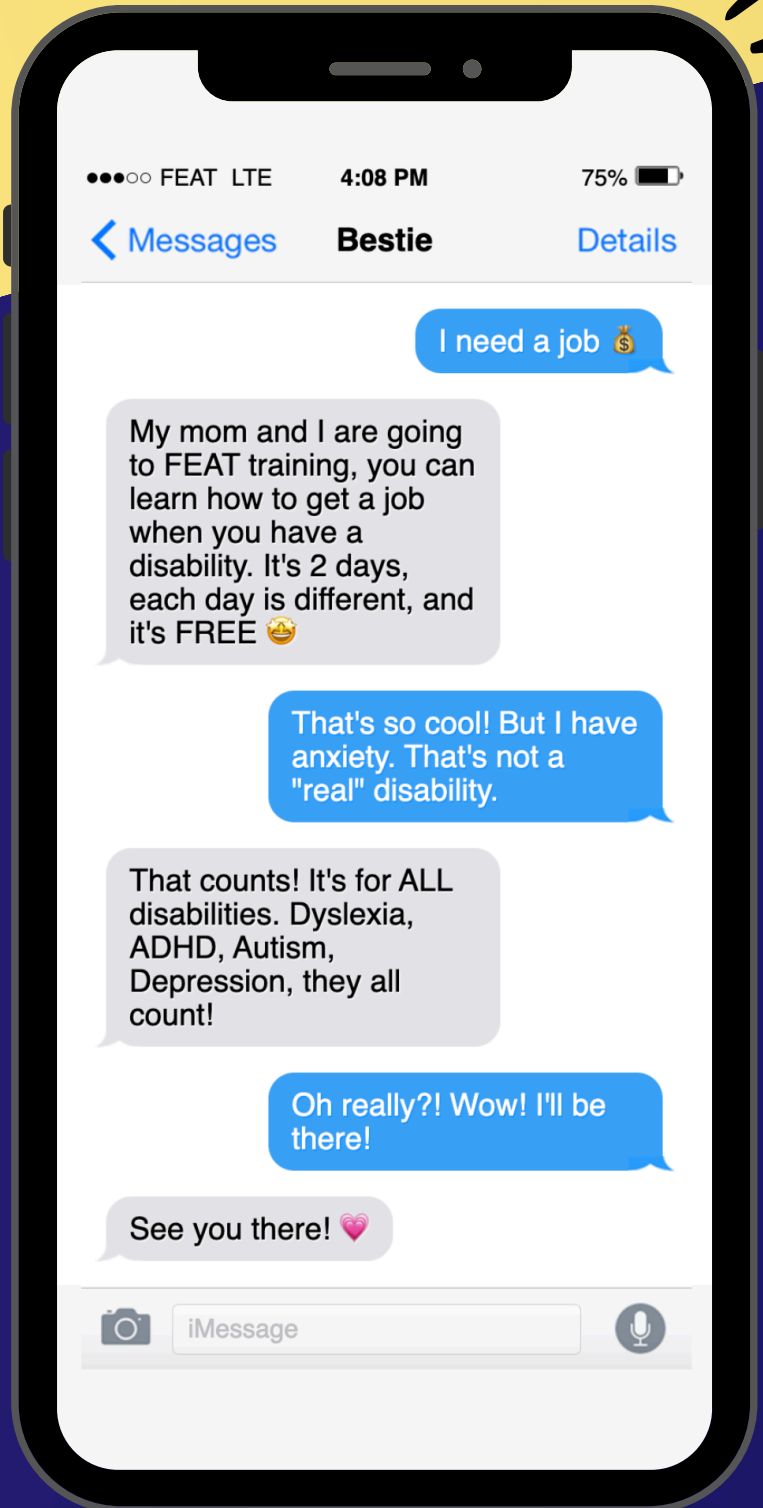 ●●●○○ FEAT LTE 4:08 PM 75%
Messages Bestie Details
I need a job 💰
My mom and I are going
to FEAT training, you can
learn how to get a job
when you have a
disability. It's 2 days,
each day is different, and
it's FREE 🤩
That's so cool! But I have
anxiety. That's not a
"real" disability.
That counts! It's for ALL
disabilities. Dyslexia,
ADHD, Autism,
Depression, they all
count!
Oh really?! Wow! I'll be
there!
See you there! 💗
iMessage